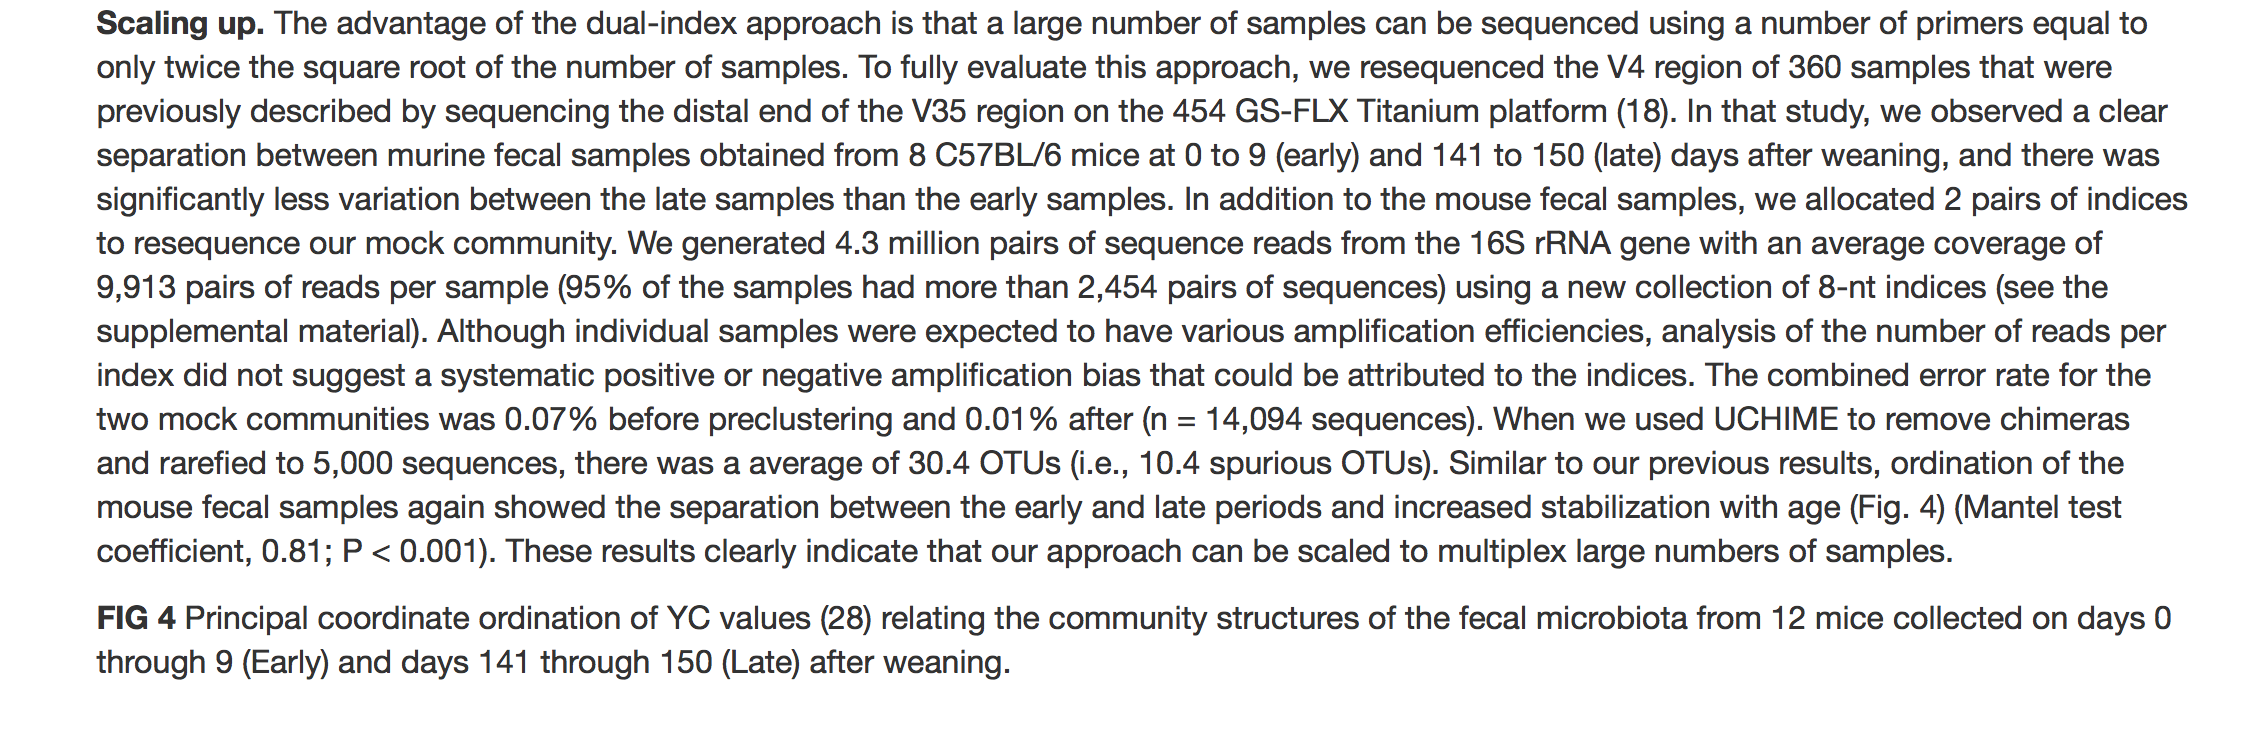 Scaling up. The advantage of the dual-index approach is that a large number of samples can be sequenced using a number of primers equal to
only twice the square root of the number of samples. To fully evaluate this approach, we resequenced the V4 region of 360 samples that were
previously described by sequencing the distal end of the V35 region on the 454 GS-FLX Titanium platform (18). In that study, we observed a clear
separation between murine fecal samples obtained from 8 C57BL/6 mice at 0 to 9 (early) and 141 to 150 (late) days after weaning, and there was
significantly less variation between the late samples than the early samples. In addition to the mouse fecal samples, we allocated 2 pairs of indices
to resequence our mock community. We generated 4.3 million pairs of sequence reads from the 16S rRNA gene with an average coverage of
9,913 pairs of reads per sample (95% of the samples had more than 2,454 pairs of sequences) using a new collection of 8-nt indices (see the
supplemental material). Although individual samples were expected to have various amplification efficiencies, analysis of the number of reads per
index did not suggest a systematic positive or negative amplification bias that could be attributed to the indices. The combined error rate for the
two mock communities was 0.07% before preclustering and 0.01% after (n = 14,094 sequences). When we used UCHIME to remove chimeras
and rarefied to 5,000 sequences, there was a average of 30.4 OTUs (i.e., 10.4 spurious OTUs). Similar to our previous results, ordination of the
mouse fecal samples again showed the separation between the early and late periods and increased stabilization with age (Fig. 4) (Mantel test
coefficient, 0.81; P < 0.001). These results clearly indicate that our approach can be scaled to multiplex large numbers of samples.
FIG 4 Principal coordinate ordination of YC values (28) relating the community structures of the fecal microbiota from 12 mice collected on days 0
through 9 (Early) and days 141 through 150 (Late) after weaning.